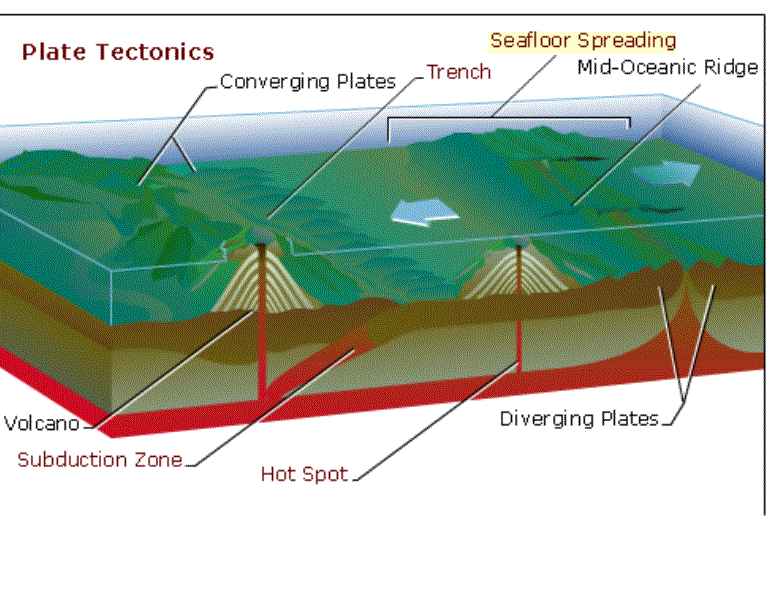 Plate Tectonics
Seafloor Spreading
Mid-Oceanic Ridge
Trench
Converging Plates
Volcano
Subduction Zone
Hot Spot
Diverging Plates